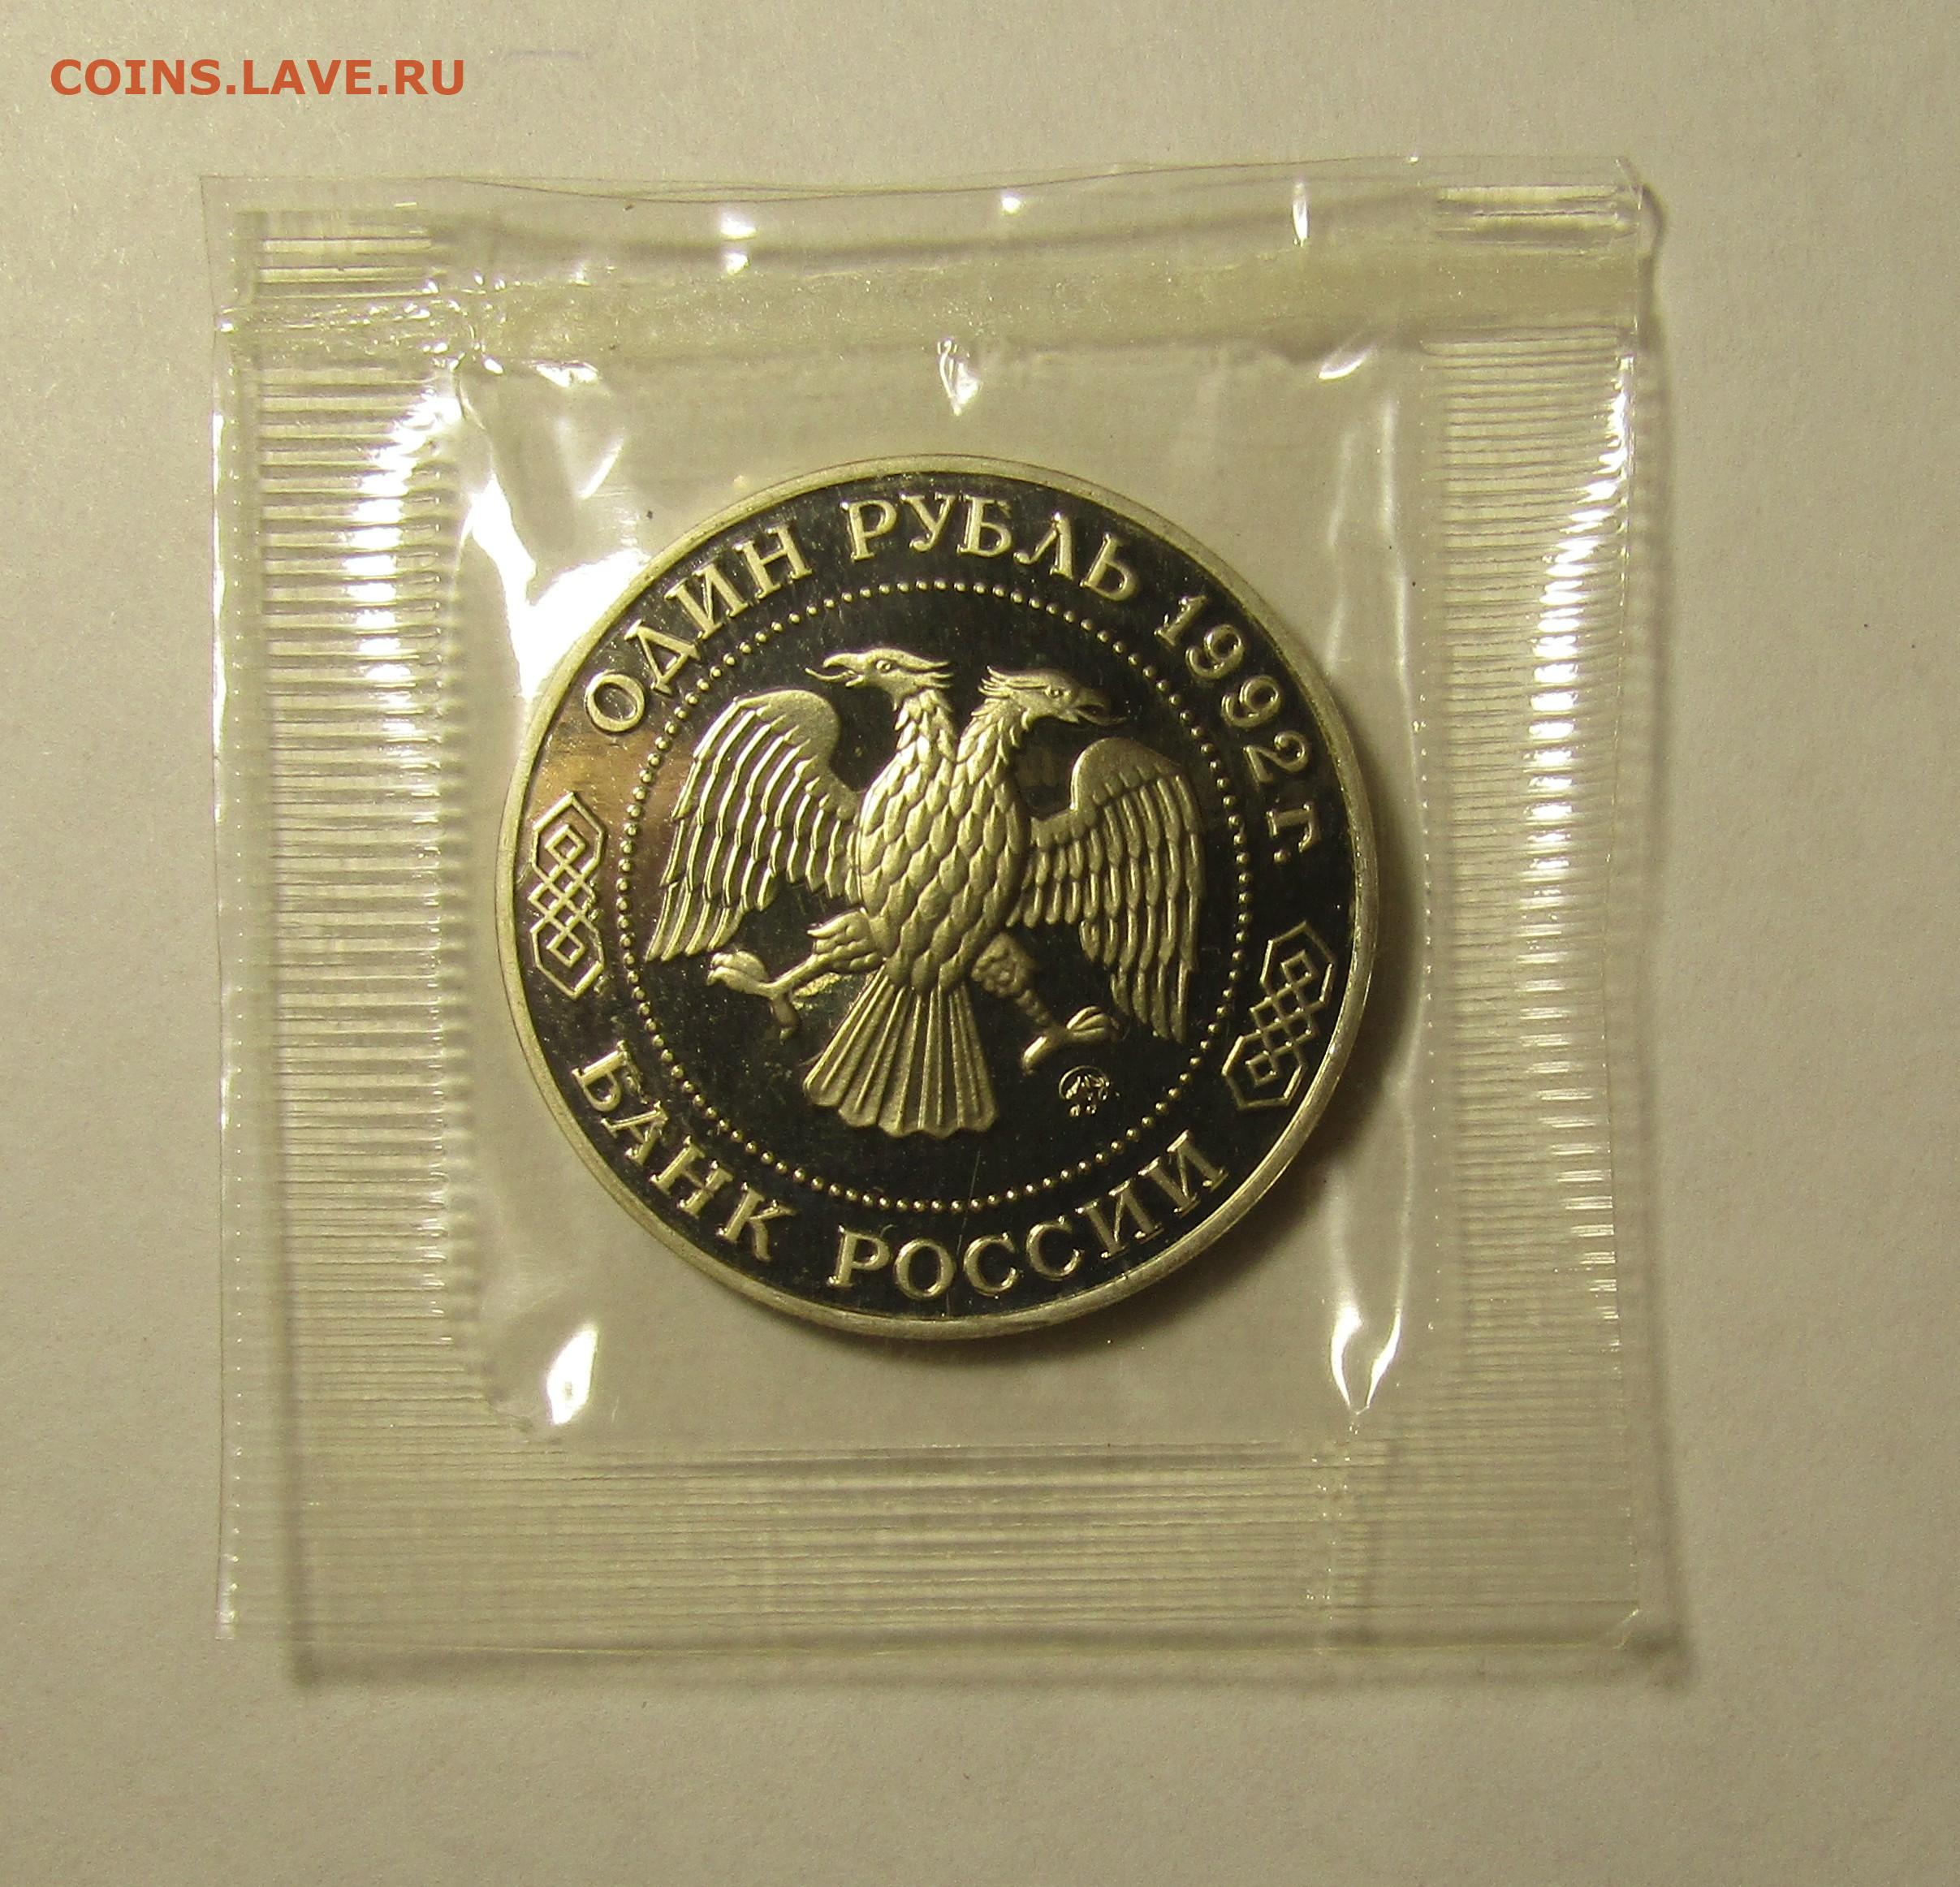 COINS.LAVE.RU
ОДИН РУБЛЬ 1992 г.
БАНК РОССИИ